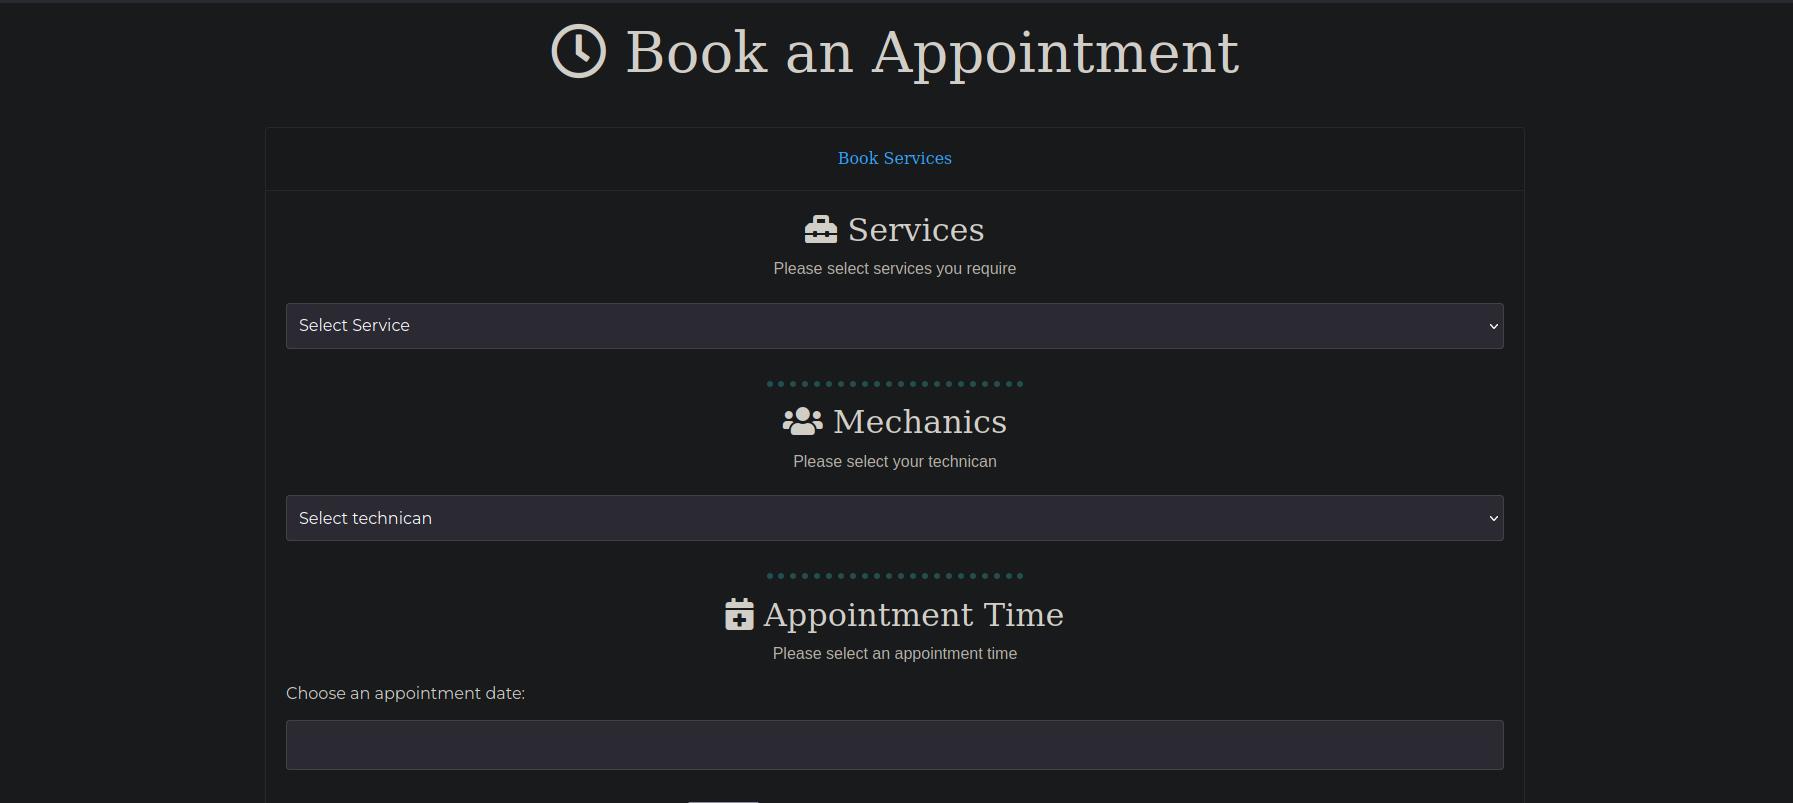 Book an Appointment
Book Services
Services
Please select services you require
Select Service
Mechanics
Please select your technican
Select technican
Appointment Time
Please select an appointment time
Choose an appointment date: